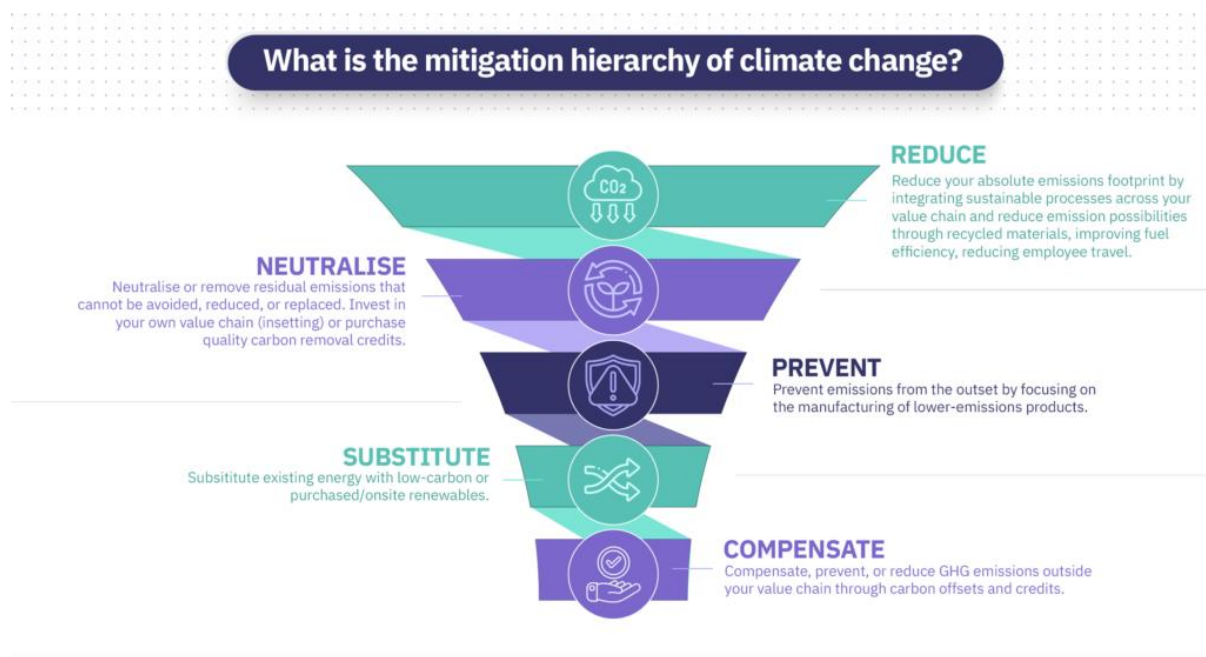 What is the mitigation hierarchy of climate change?
CO₂
REDUCE
Reduce your absolute emissions footprint by
integrating sustainable processes across your
value chain and reduce emission possibilities
through recycled materials, improving fuel
efficiency, reducing employee travel.
NEUTRALISE
Neutralise or remove residual emissions that
cannot be avoided, reduced, or replaced. Invest in
your own value chain (insetting) or purchase
quality carbon removal credits.
PREVENT
Prevent emissions from the outset by focusing on
the manufacturing of lower-emissions products.
SUBSTITUTE
Subsititute existing energy with low-carbon or
purchased/onsite renewables.
COMPENSATE
Compensate, prevent, or reduce GHG emissions outside
your value chain through carbon offsets and credits.